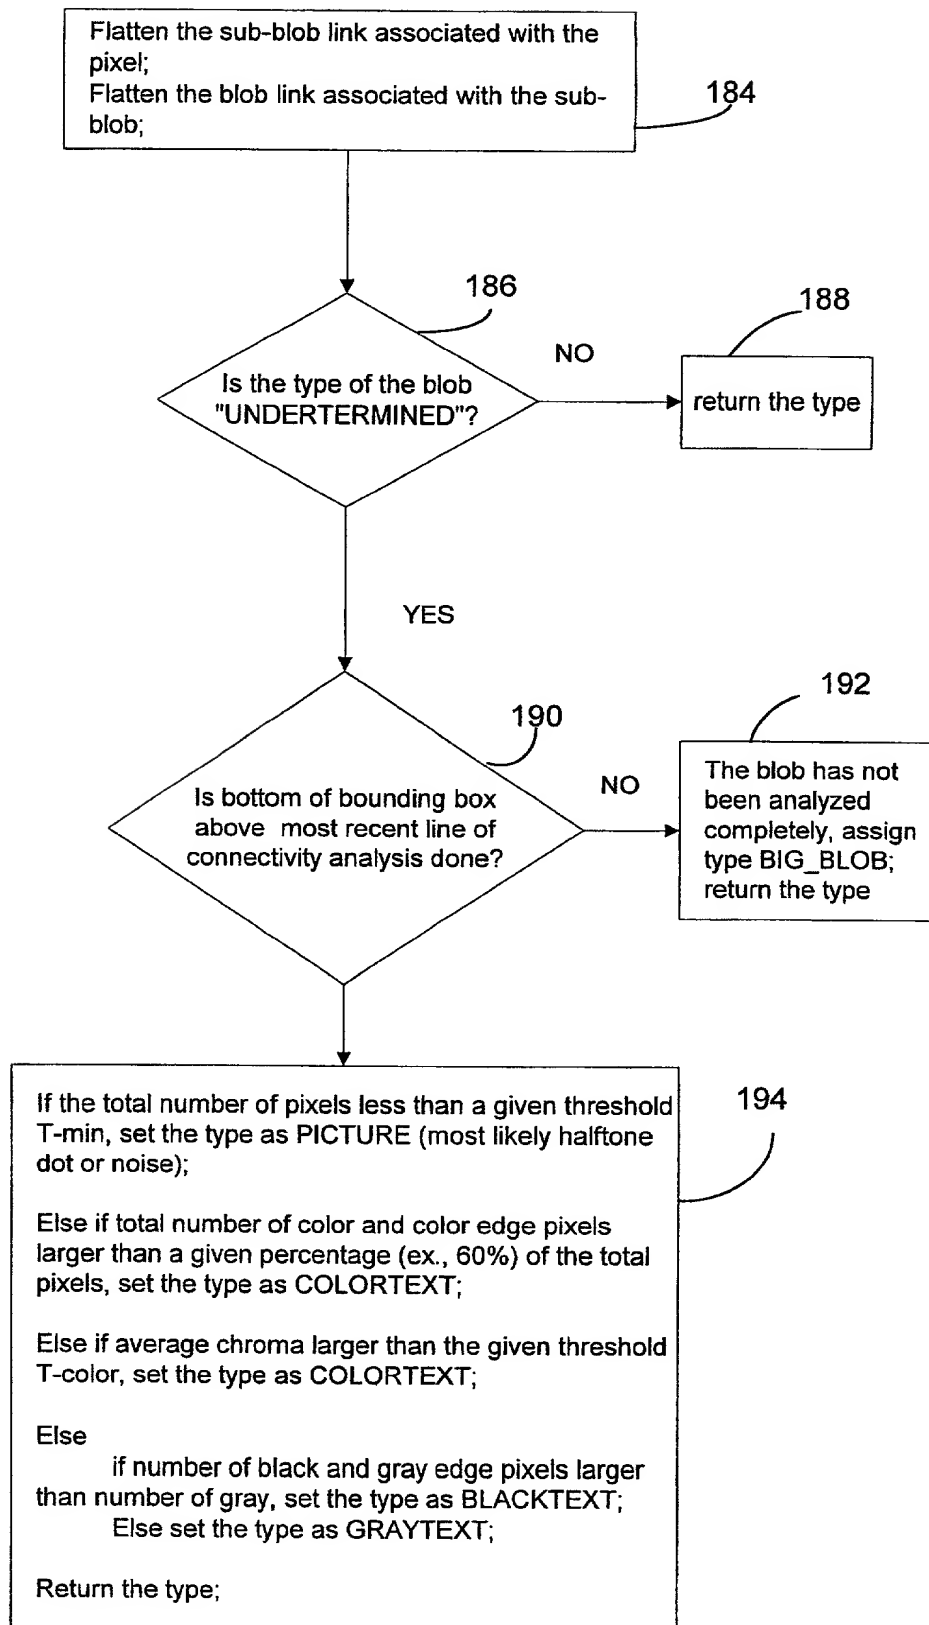 Flatten the sub-blob link associated with the
pixel;
Flatten the blob link associated with the sub-
blob;
184
186
Is the type of the blob
"UNDERTERMINED"?
NO
188
return the type
YES
190
Is bottom of bounding box
above most recent line of
connectivity analysis done?
NO
192
The blob has not
been analyzed
completely, assign
type BIG_BLOB;
return the type
194
If the total number of pixels less than a given threshold
T-min, set the type as PICTURE (most likely halftone
dot or noise);
Else if total number of color and color edge pixels
larger than a given percentage (ex., 60%) of the total
pixels, set the type as COLORTEXT;
Else if average chroma larger than the given threshold
T-color, set the type as COLORTEXT;
Else
if number of black and gray edge pixels larger
than number of gray, set the type as BLACKTEXT;
Else set the type as GRAYTEXT;
Return the type;